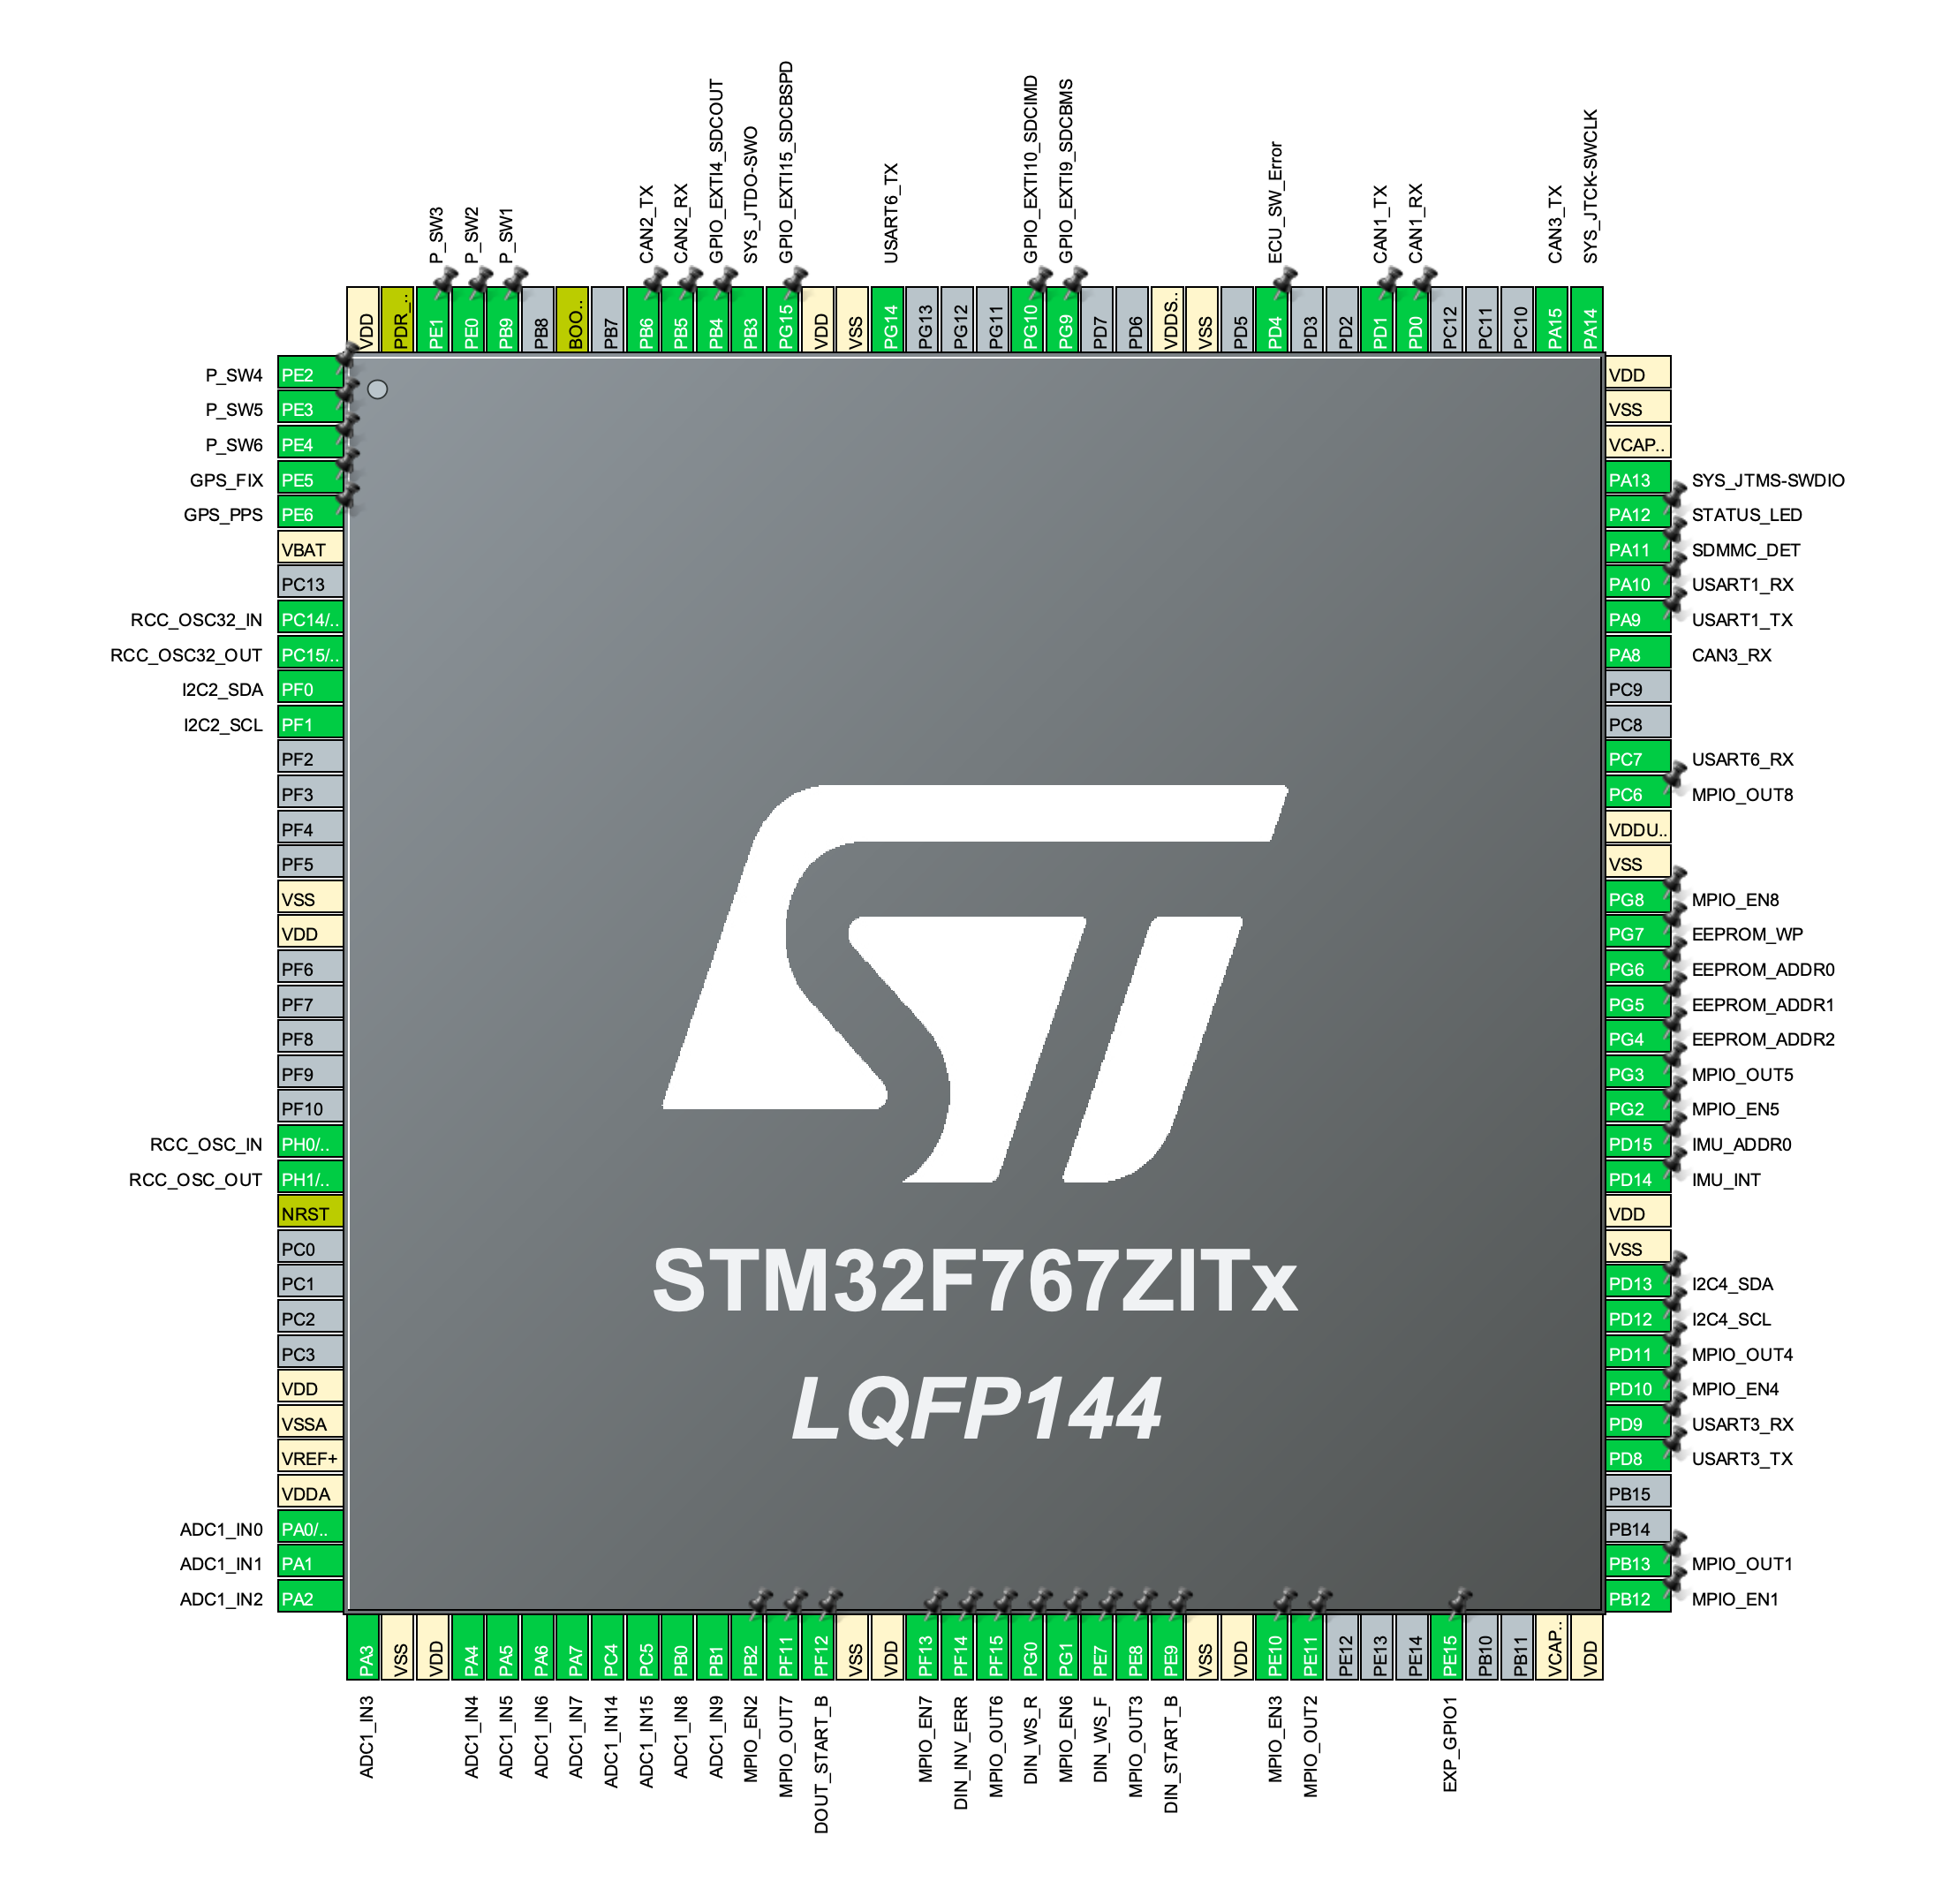 P_SW3
P_SW2
P_SW1
CAN2_TX
CAN2_RX
GPIO_EXTI4_SDCOUT
SYS_JTDO-SWO
GPIO_EXTI15_SDCBSPD
USART6_TX
GPIO_EXTI10_SDCIMD
GPIO_EXTI9_SDCBMS
ECU_SW_Error
CAN1_TX
CAN1_RX
CAN3_TX
SYS_JTCK-SWCLK
VDD
PDR_..
PE1
PE0
PB9
PB8
BOO..
PB7
PB6
PB5
PB4
PB3
PG15
VDD
VSS
PG14
PG13
PG12
PG11
PG10
PG9
PD7
PD6
VDDS..
VSS
PD5
PD4
PD3
PD2
PD1
PD0
PC12
PC11
PC10
PA15
PA14
P_SW4 PE2
P_SW5 PE3
P_SW6 PE4
GPS_FIX PE5
GPS_PPS PE6
VBAT
PC13
RCC_OSC32_IN PC14/..
RCC_OSC32_OUT PC15/..
I2C2_SDA PF0
I2C2_SCL PF1
PF2
PF3
PF4
PF5
VSS
VDD
PF6
PF7
PF8
PF9
PF10
RCC_OSC_IN PH0/..
RCC_OSC_OUT PH1/..
NRST
PC0
PC1
PC2
PC3
VDD
VSSA
VREF+
VDDA
ADC1_IN0 PA0/..
ADC1_IN1 PA1
ADC1_IN2 PA2
STM32F767ZITx
LQFP144
VDD
VSS
VCAP..
PA13 SYS_JTMS-SWDIO
PA12 STATUS_LED
PA11 SDMMC_DET
PA10 USART1_RX
PA9 USART1_TX
PA8 CAN3_RX
PC9
PC8
PC7 USART6_RX
PC6 MPIO_OUT8
VDDU..
VSS
PG8 MPIO_EN8
PG7 EEPROM_WP
PG6 EEPROM_ADDR0
PG5 EEPROM_ADDR1
PG4 EEPROM_ADDR2
PG3 MPIO_OUT5
PG2 MPIO_EN5
PD15 IMU_ADDR0
PD14 IMU_INT
VDD
VSS
PD13 I2C4_SDA
PD12 I2C4_SCL
PD11 MPIO_OUT4
PD10 MPIO_EN4
PD9 USART3_RX
PD8 USART3_TX
PB15
PB14
PB13 MPIO_OUT1
PB12 MPIO_EN1
PA3
VSS
VDD
PA4
PA5
PA6
PA7
PC4
PC5
PB0
PB1
PB2
PF11
PF12
VSS
VDD
PF13
PF14
PF15
PG0
PG1
PE7
PE8
PE9
VSS
VDD
PE10
PE11
PE12
PE13
PE14
PE15
PB10
PB11
VCAP..
VDD
ADC1_IN3
ADC1_IN4
ADC1_IN5
ADC1_IN6
ADC1_IN7
ADC1_IN14
ADC1_IN15
ADC1_IN8
ADC1_IN9
MPIO_EN2
MPIO_OUT7
DOUT_START_B
MPIO_EN7
DIN_INV_ERR
MPIO_OUT6
DIN_WS_R
MPIO_EN6
DIN_WS_F
MPIO_OUT3
DIN_START_B
MPIO_EN3
MPIO_OUT2
EXP_GPIO1